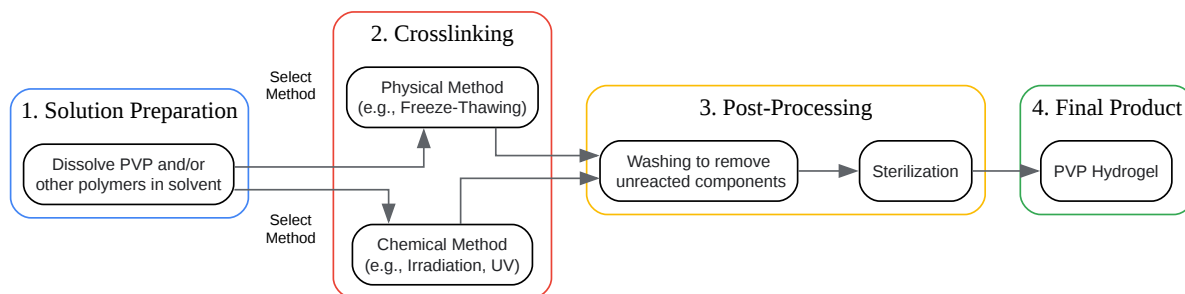 1. Solution Preparation
Dissolve PVP and/or
other polymers in solvent
Select
Method
Select
Method
2. Crosslinking
Physical Method
(e.g., Freeze-Thawing)
Chemical Method
(e.g., Irradiation, UV)
3. Post-Processing
Washing to remove
unreacted components
Sterilization
4. Final Product
PVP Hydrogel